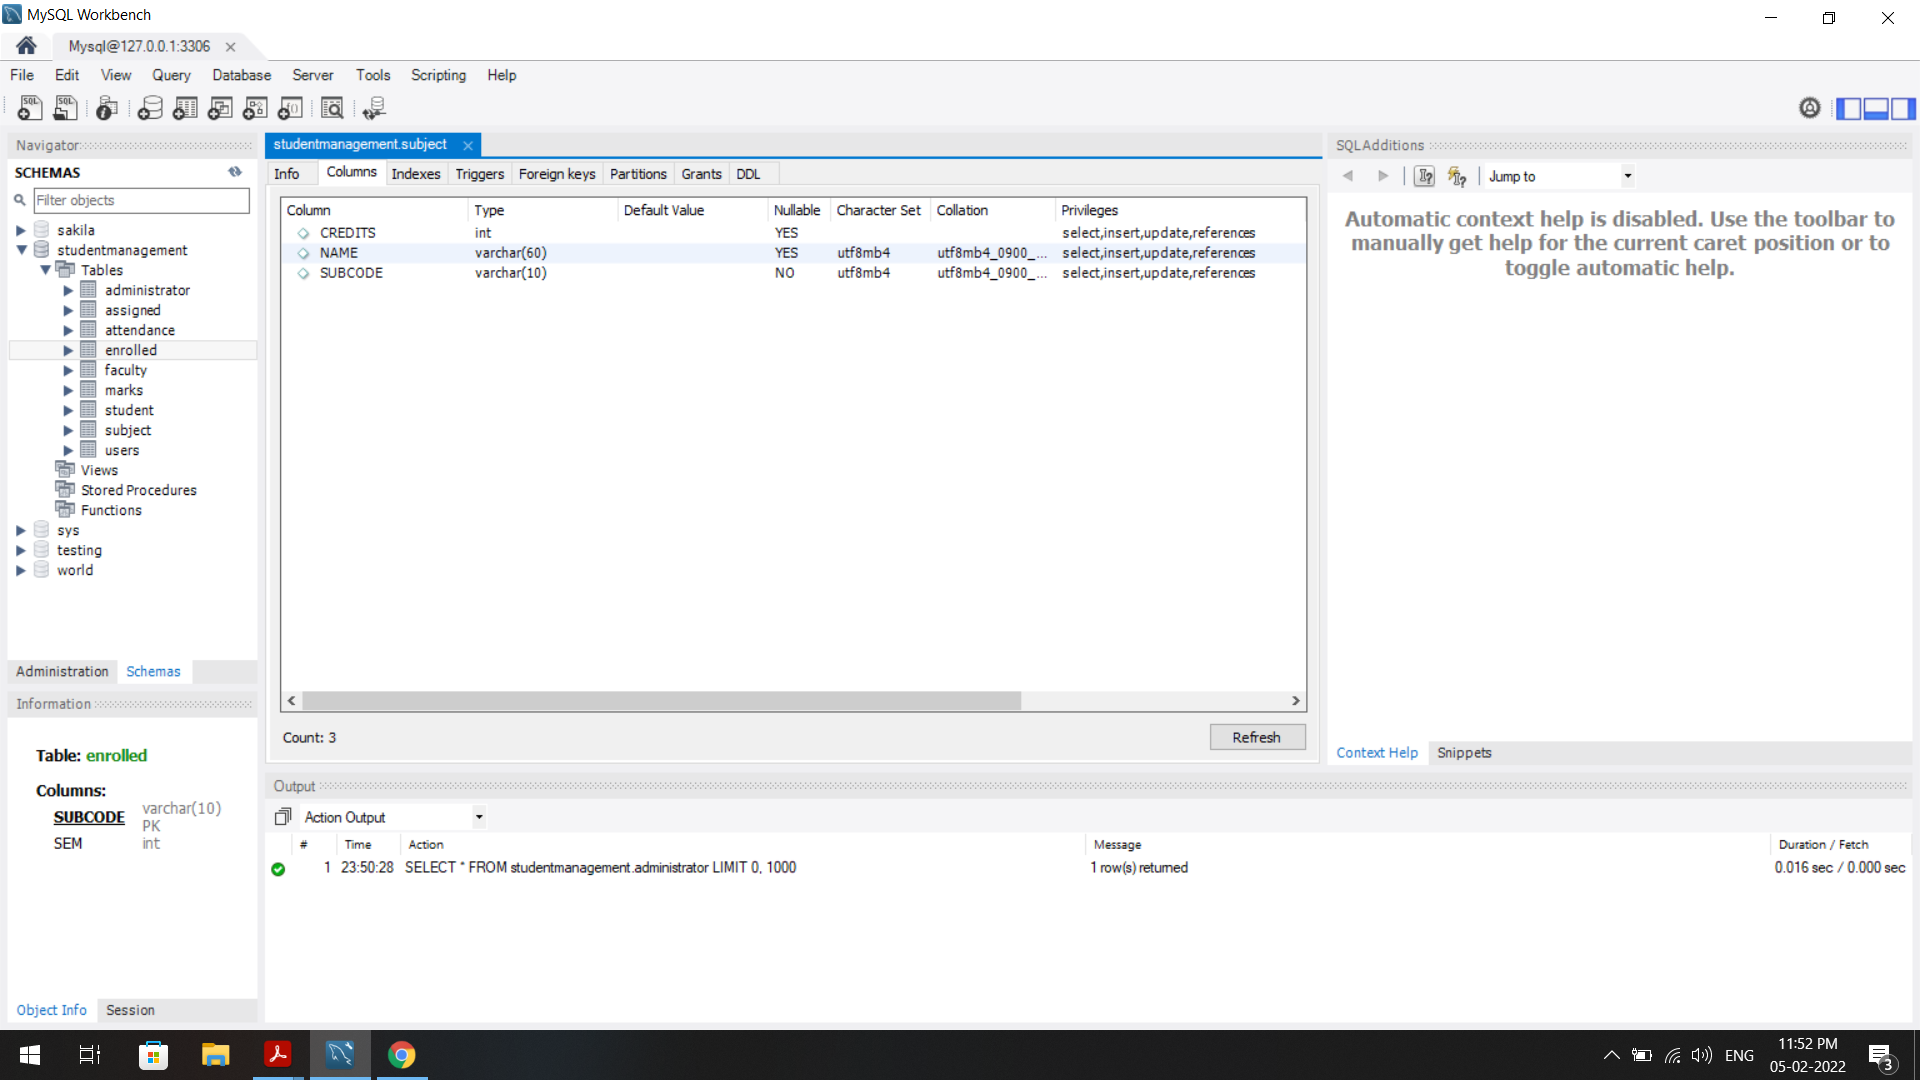 MySQL Workbench
Mysql@127.0.0.1:3306
File Edit View Query Database Server Tools Scripting Help
Navigator
SCHEMAS
Filter objects
sakila
studentmanagement
Tables
administrator
assigned
attendance
enrolled
faculty
marks
student
subject
users
Views
Stored Procedures
Functions
sys
testing
world
Administration Schemas
Information
Table: enrolled
Columns:
SUBCODE varchar(10)
PK
SEM int
Object Info Session
studentmanagement.subject
Info Columns Indexes Triggers Foreign keys Partitions Grants DDL
Column Type Default Value Nullable Character Set Collation Privileges
CREDITS int YES select,insert,update,references
NAME varchar(60) YES utf8mb4 utf8mb4_0900_... select,insert,update,references
SUBCODE varchar(10) NO utf8mb4 utf8mb4_0900_... select,insert,update,references
Count: 3
Refresh
SQLAdditions
Jump to
Automatic context help is disabled. Use the toolbar to
manually get help for the current caret position or to
toggle automatic help.
Context Help Snippets
Output
Action Output
# Time Action Message Duration / Fetch
1 23:50:28 SELECT * FROM studentmanagement.administrator LIMIT 0, 1000 1 row(s) returned 0.016 sec / 0.000 sec
ENG
11:52 PM
05-02-2022
3